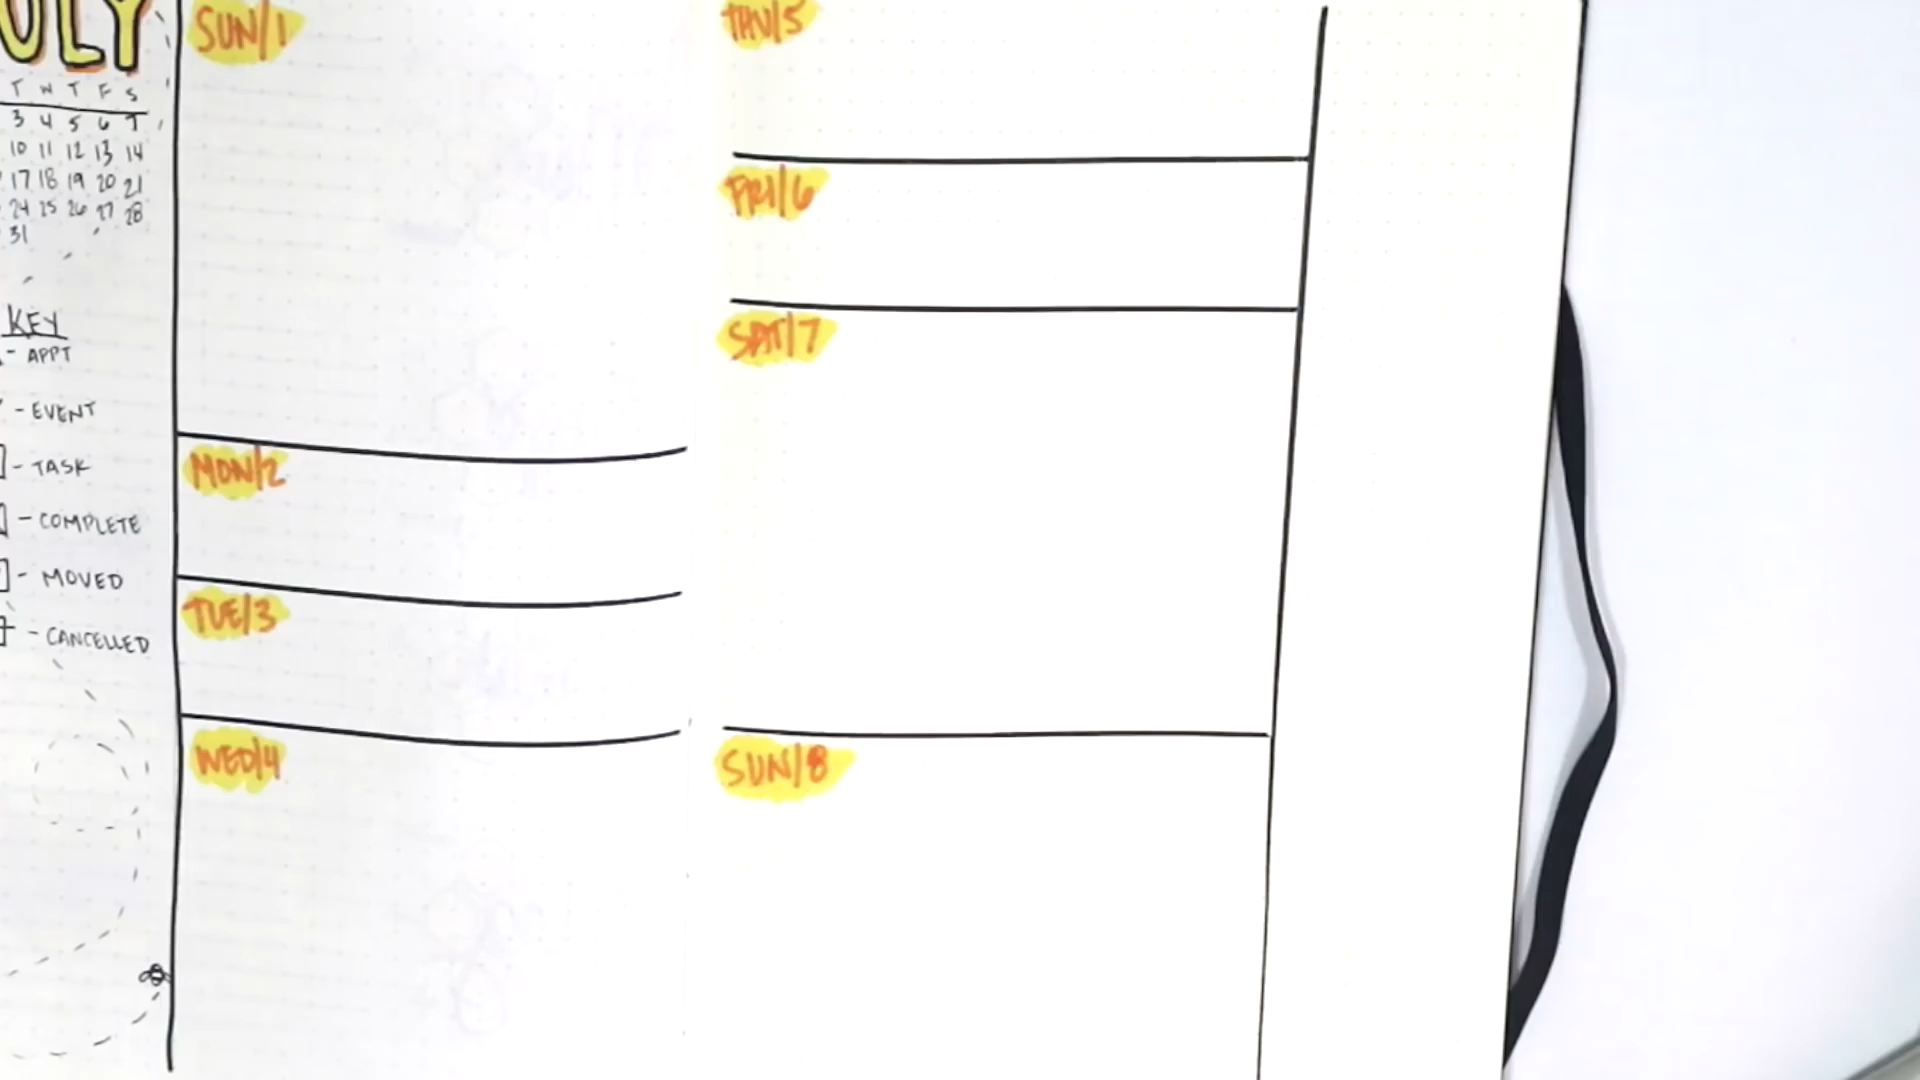 ULY
T W T F S
3 4 5 6 7
10 11 12 13 14
17 18 19 20 21
24 25 26 27 28
31
KEY
- APPT
- EVENT
- TASK
- COMPLETE
- MOVED
- CANCELLED
SUN/1
MON/2
TUE/3
WED/4
THU/5
FRI/6
SAT/7
SUN/8